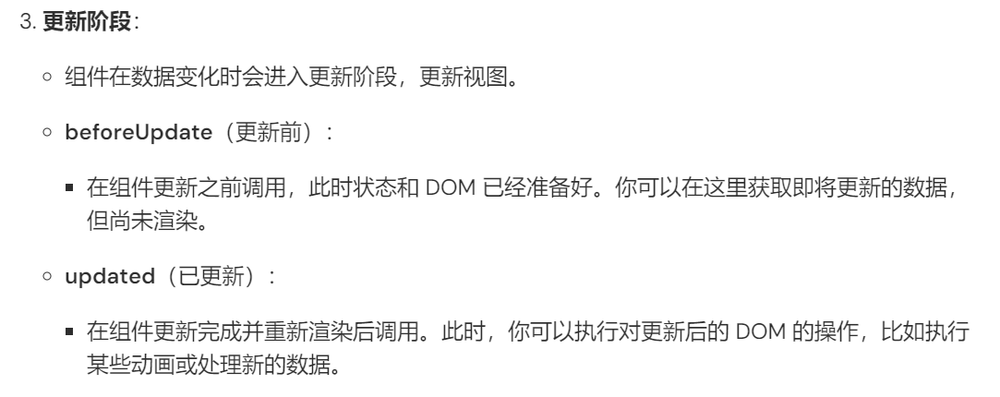 3. 更新阶段：
组件在数据变化时会进入更新阶段，更新视图。
beforeUpdate（更新前）：
在组件更新之前调用，此时状态和 DOM 已经准备好。你可以在这里获取即将更新的数据，
但尚未渲染。
updated（已更新）：
在组件更新完成并重新渲染后调用。此时，你可以执行对更新后的 DOM 的操作，比如执行
某些动画或处理新的数据。